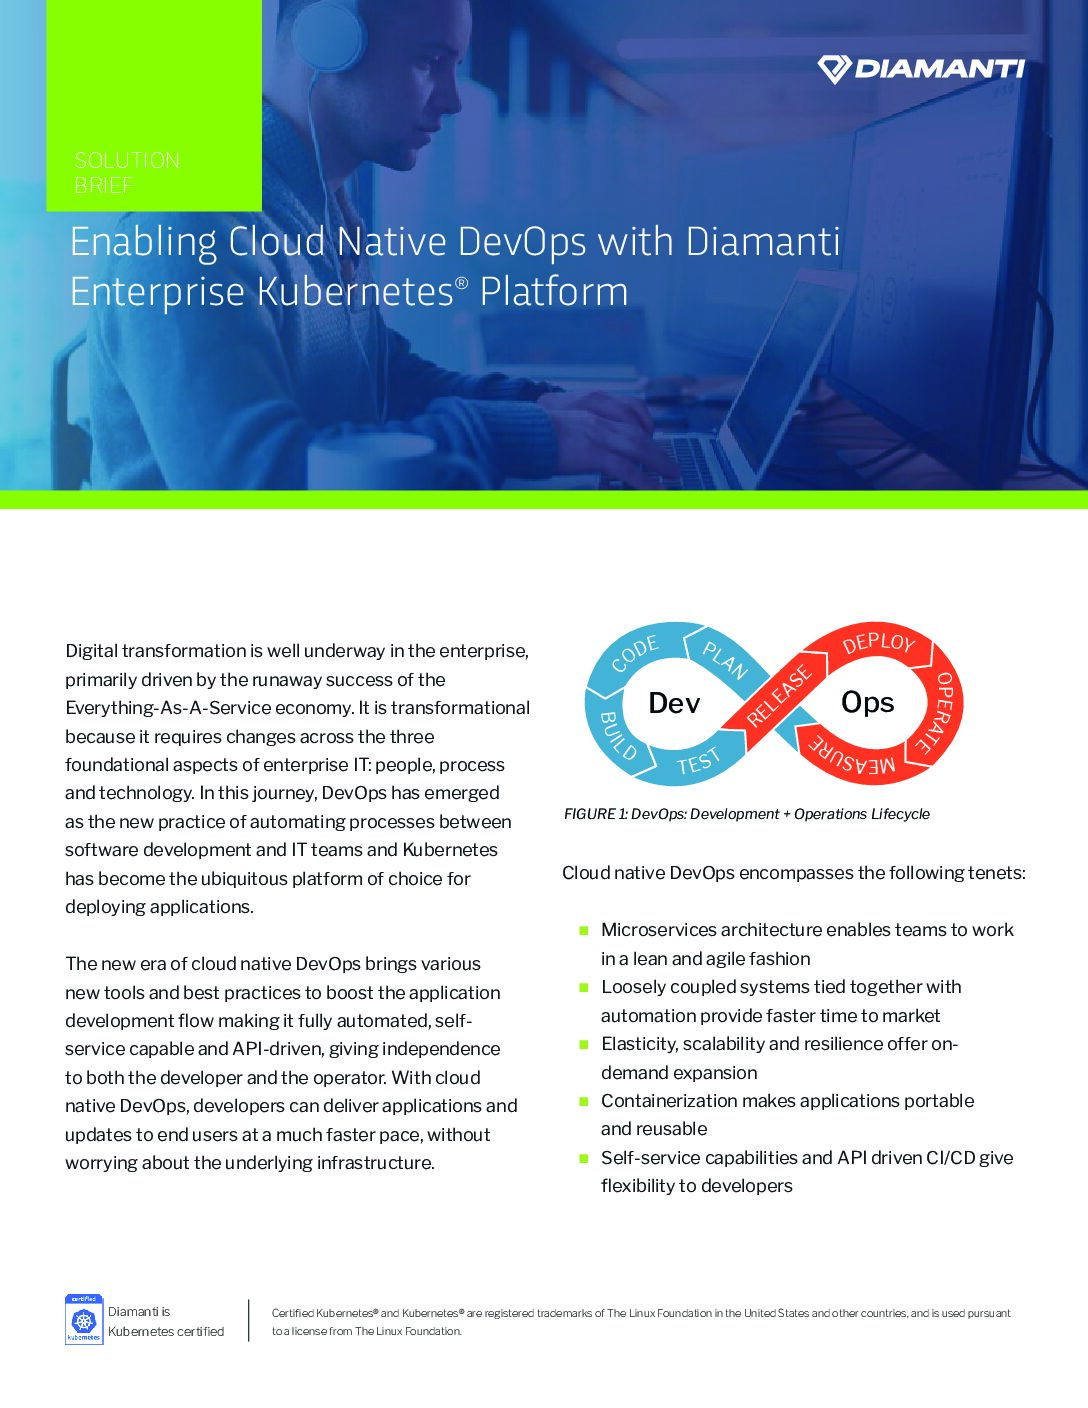 DIAMANTI
SOLUTION
BRIEF
Enabling Cloud Native DevOps with Diamanti
Enterprise Kubernetes® Platform
Digital transformation is well underway in the enterprise,
primarily driven by the runaway success of the
Everything-As-A-Service economy. It is transformational
because it requires changes across the three
foundational aspects of enterprise IT: people, process
and technology. In this journey, DevOps has emerged
as the new practice of automating processes between
software development and IT teams and Kubernetes
has become the ubiquitous platform of choice for
deploying applications.
The new era of cloud native DevOps brings various
new tools and best practices to boost the application
development flow making it fully automated, self-
service capable and API-driven, giving independence
to both the developer and the operator. With cloud
native DevOps, developers can deliver applications and
updates to end users at a much faster pace, without
worrying about the underlying infrastructure.
CODE
PLAN
BUILD
TEST
Dev
RELEASE
DEPLOY
OPERATE
MEASURE
Ops
FIGURE 1: DevOps: Development + Operations Lifecycle
Cloud native DevOps encompasses the following tenets:
Microservices architecture enables teams to work
in a lean and agile fashion
Loosely coupled systems tied together with
automation provide faster time to market
Elasticity, scalability and resilience offer on-
demand expansion
Containerization makes applications portable
and reusable
Self-service capabilities and API driven CI/CD give
flexibility to developers
certified
kubernetes
Diamanti is
Kubernetes certified
Certified Kubernetes® and Kubernetes® are registered trademarks of The Linux Foundation in the United States and other countries, and is used pursuant
to a license from The Linux Foundation.